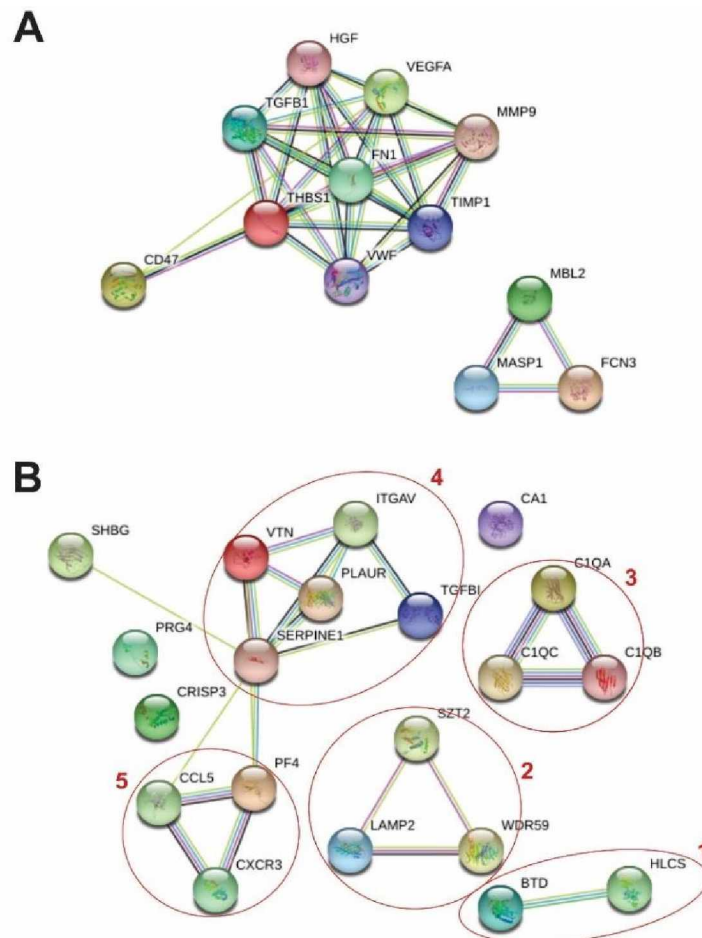 A
HGF
VEGFA
TGFB1
MMP9
FN1
THBS1
TIMP1
CD47
VWF
MBL2
MASP1
FCN3
B
4
ITGAV
CA1
SHBG
VTN
3
PLAUR
C1QA
TGFBI
PRG4
SERPINE1
C1QC
C1QB
CRISP3
SZT2
5
CCL5
PF4
2
LAMP2
WDR59
CXCR3
1
BTD
HLCS